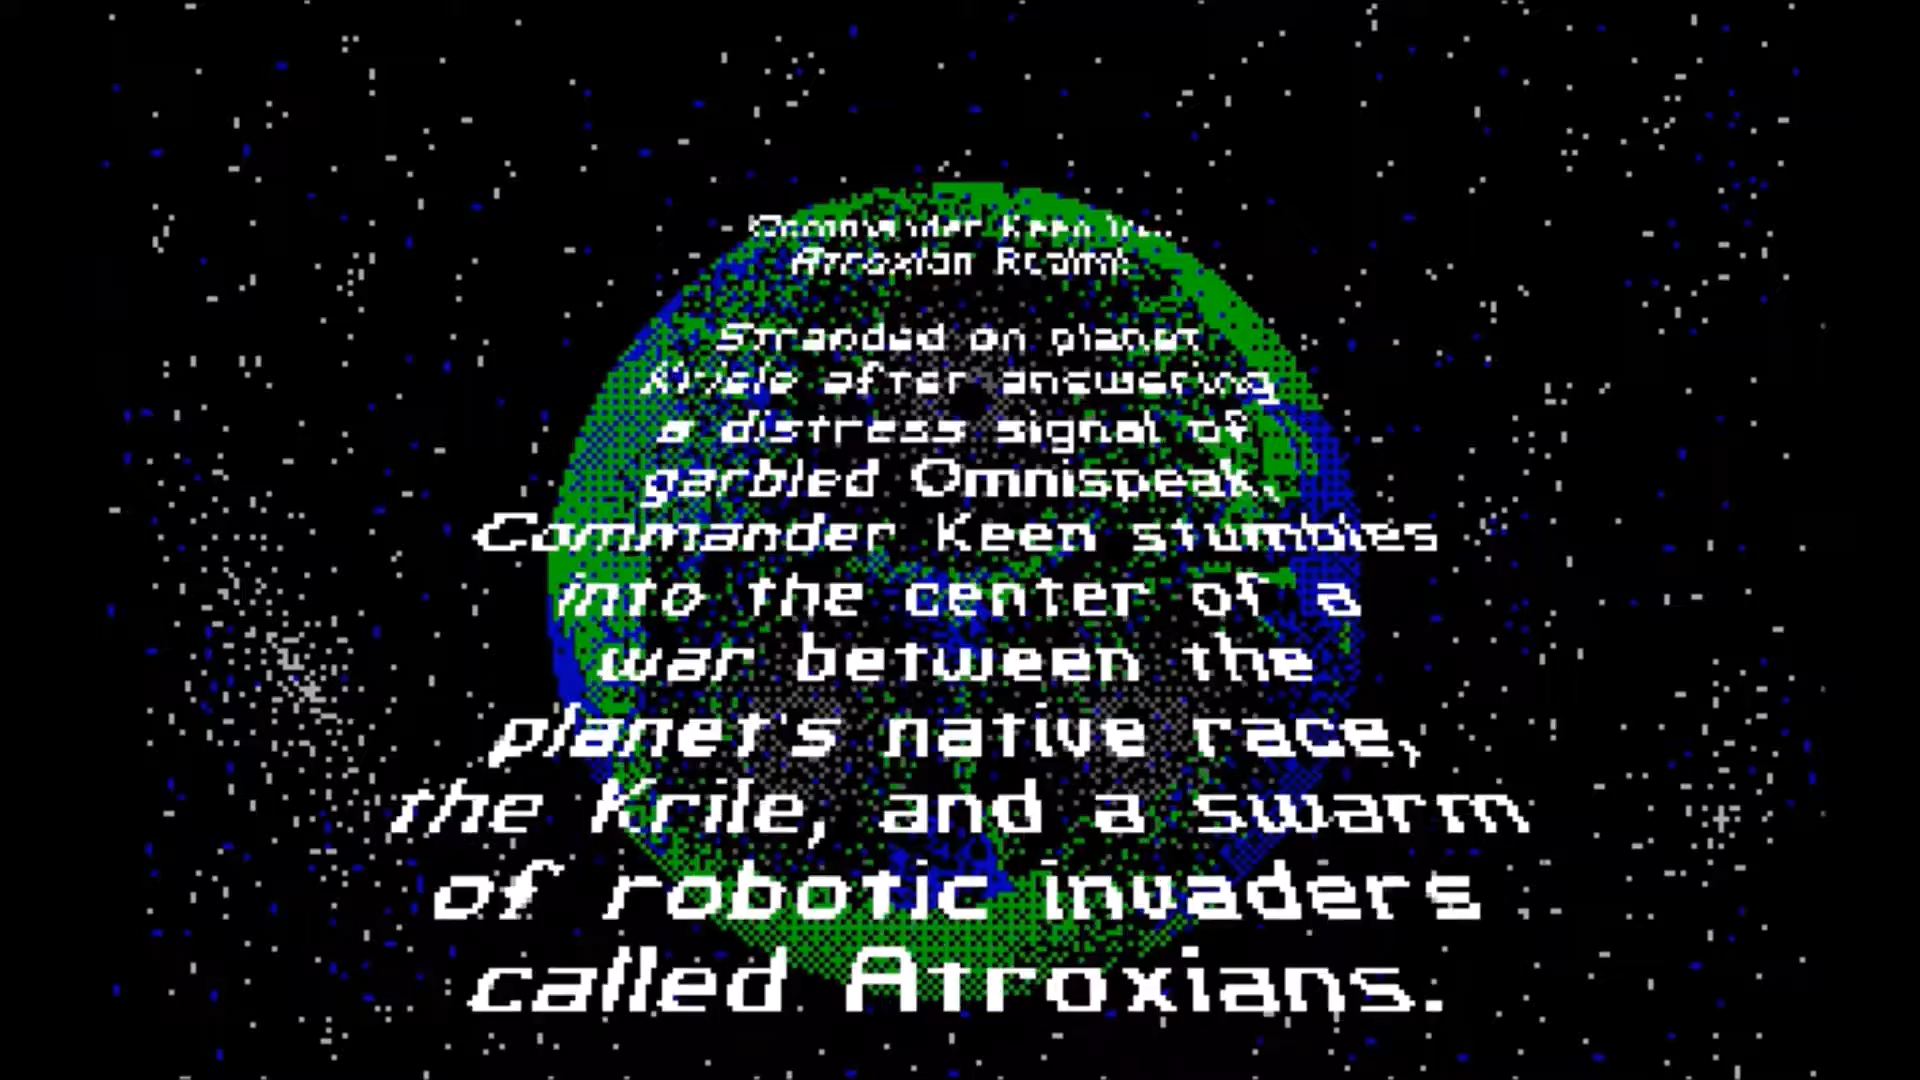 Commander Keen in...
Atroxian Realm!
Stranded on planet
Krisle after answering
a distress signal of
garbled Omnispeak,
Commander Keen stumbles
into the center of a
war between the
planet's native race,
the Krile, and a swarm
of robotic invaders
called Atroxians.